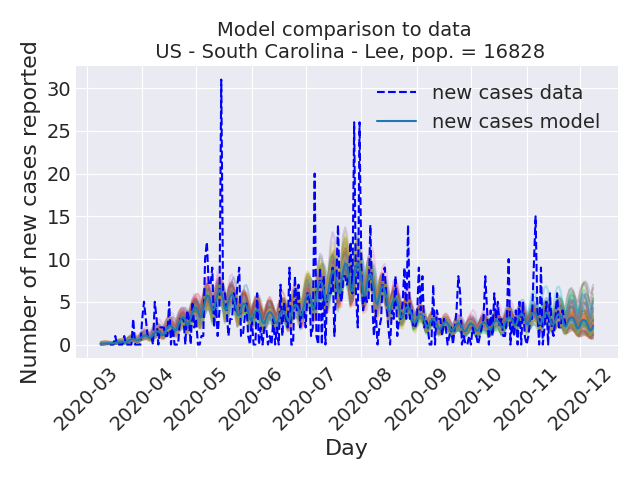 Model comparison to data
US - South Carolina - Lee, pop. = 16828
Number of new cases reported
30
25
20
15
10
5
0
new cases data
new cases model
2020-03
2020-04
2020-05
2020-06
2020-07
2020-08
2020-09
2020-10
2020-11
2020-12
Day